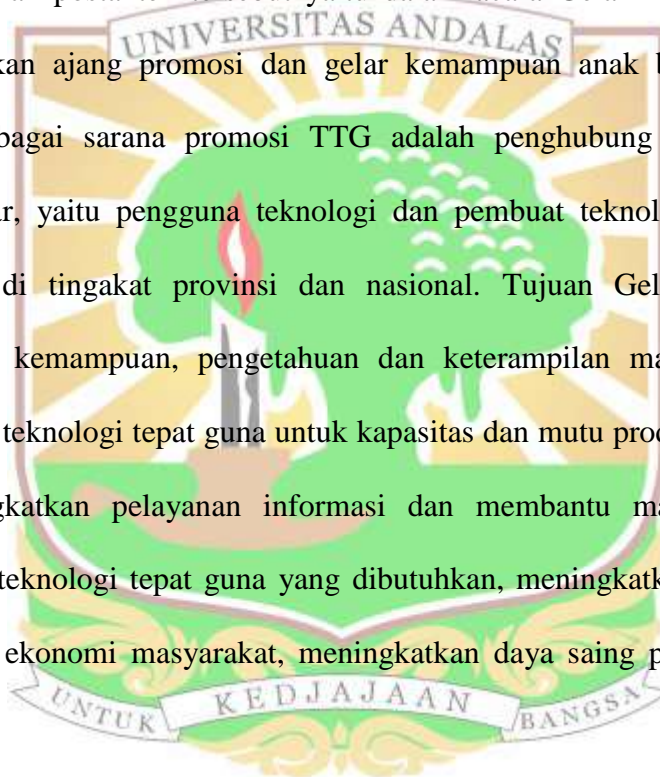 UNIVERSITAS ANDALAS
kan ajang promosi dan gelar kemampuan anak b
bagai sarana promosi TTG adalah penghubung
ar, yaitu pengguna teknologi dan pembuat teknol
di tingakat provinsi dan nasional. Tujuan Gel
kemampuan, pengetahuan dan keterampilan ma
teknologi tepat guna untuk kapasitas dan mutu prod
gkatkan pelayanan informasi dan membantu ma
teknologi tepat guna yang dibutuhkan, meningkatk
ekonomi masyarakat, meningkatkan daya saing p
UNTUK KEDJAJAAN BANGSA